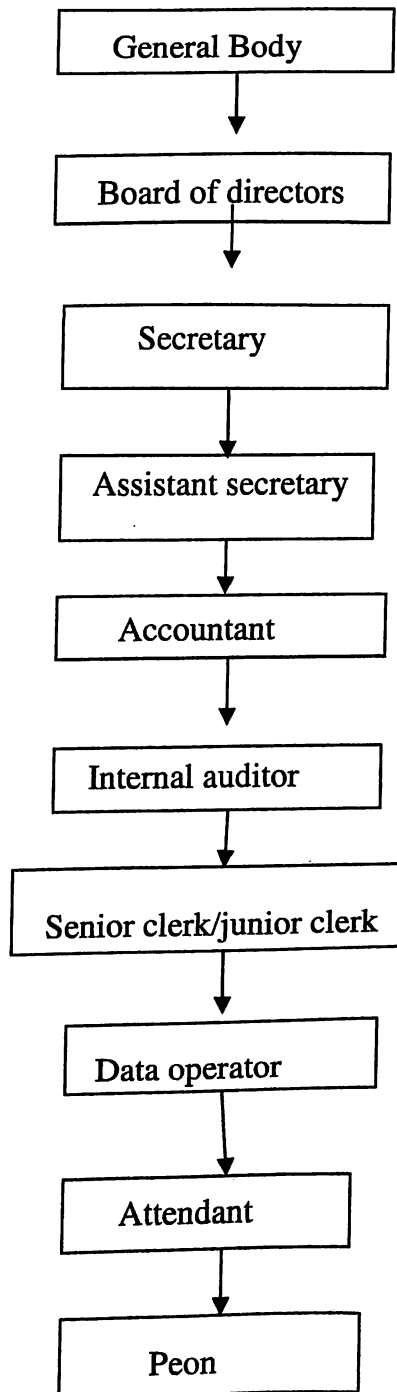 General Body
Board of directors
Secretary
Assistant secretary
Accountant
Internal auditor
Senior clerk/junior clerk
Data operator
Attendant
Peon